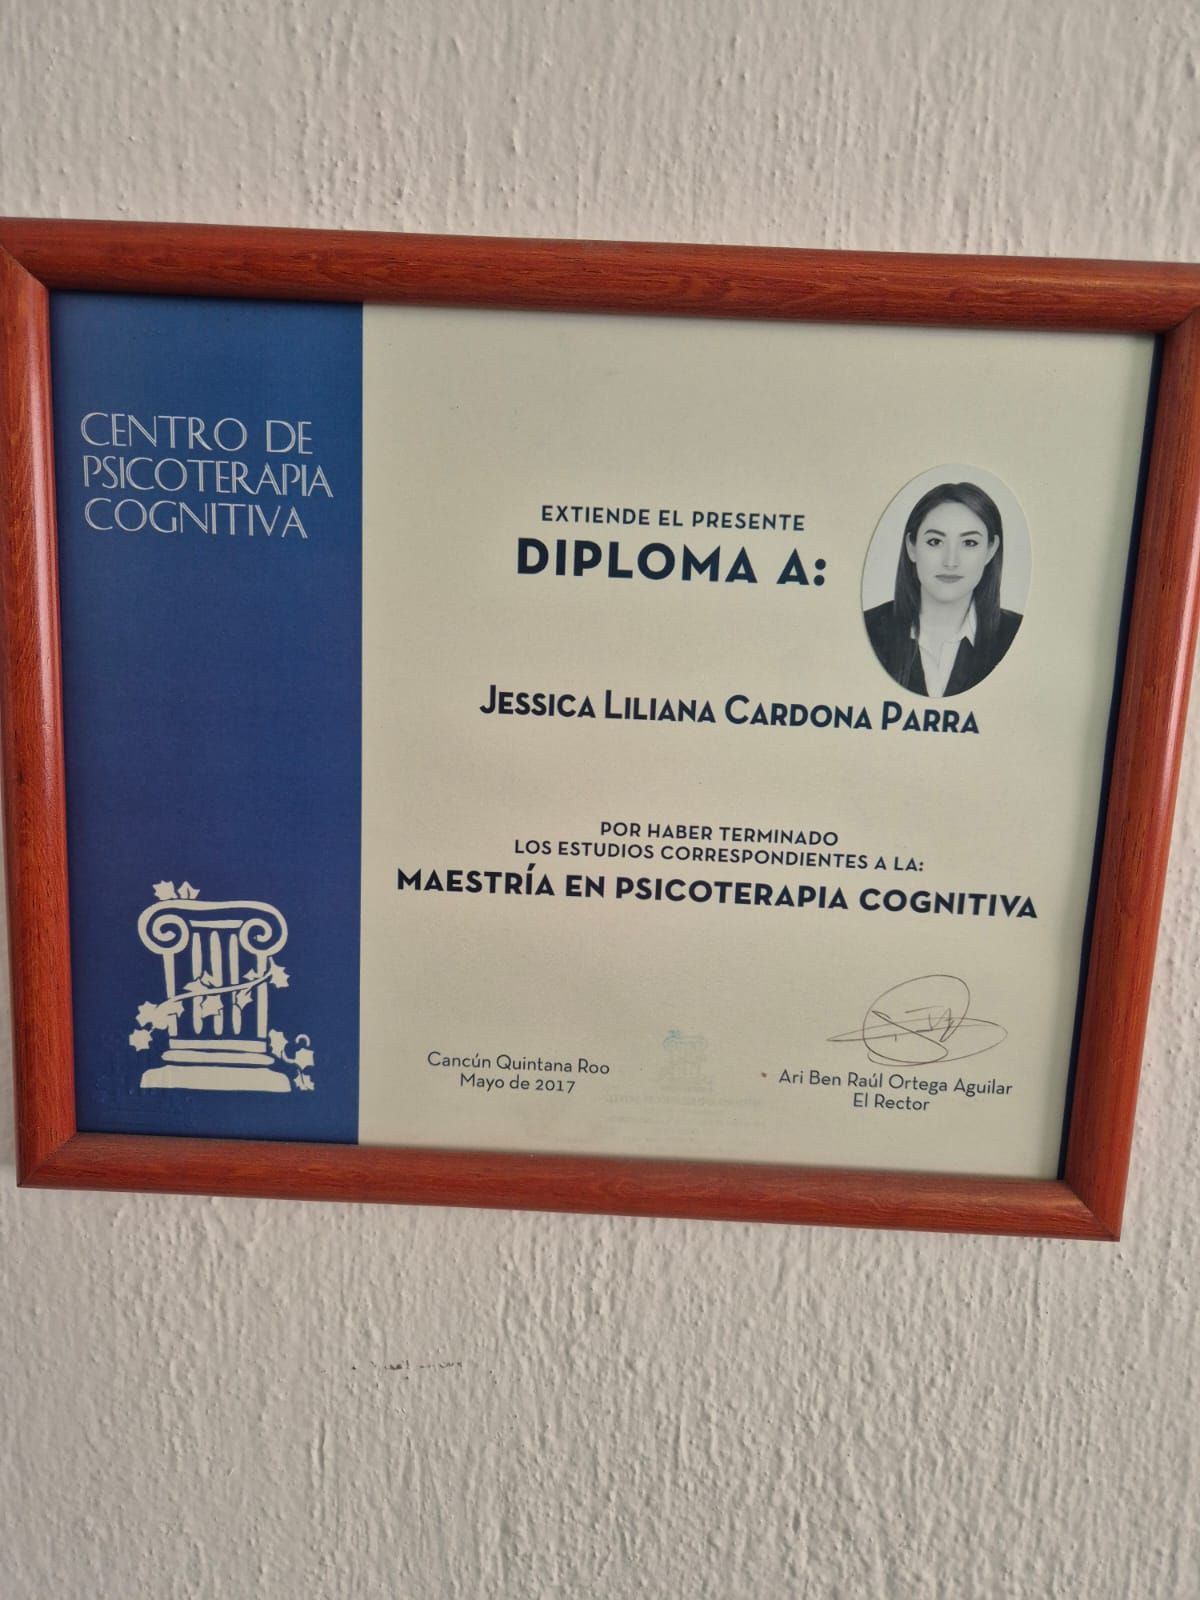 CENTRO DE
PSICOTERAPIA
COGNITIVA
EXTIENDE EL PRESENTE
DIPLOMA A:
JESSICA LILIANA CARDONA PARRA
POR HABER TERMINADO
LOS ESTUDIOS CORRESPONDIENTES A LA:
MAESTRÍA EN PSICOTERAPIA COGNITIVA
Cancún Quintana Roo
Mayo de 2017
Ari Ben Raúl Ortega Aguilar
El Rector